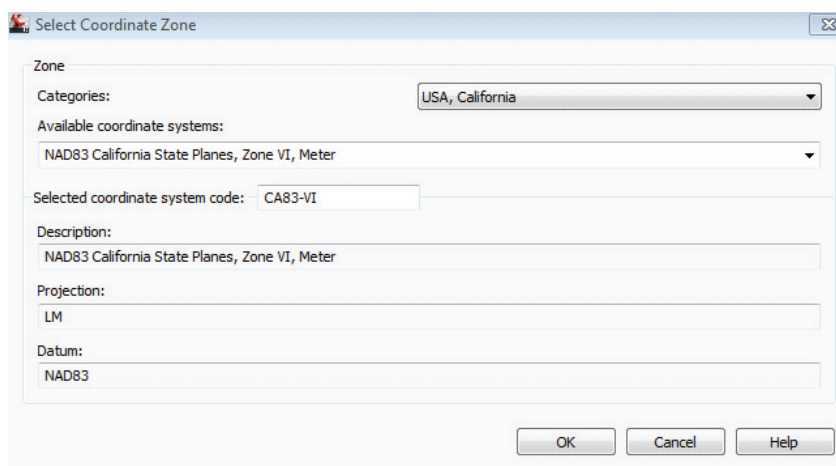 Select Coordinate Zone
Zone
Categories:
USA, California
Available coordinate systems:
NAD83 California State Planes, Zone VI, Meter
Selected coordinate system code:
CA83-VI
Description:
NAD83 California State Planes, Zone VI, Meter
Projection:
LM
Datum:
NAD83
OK
Cancel
Help